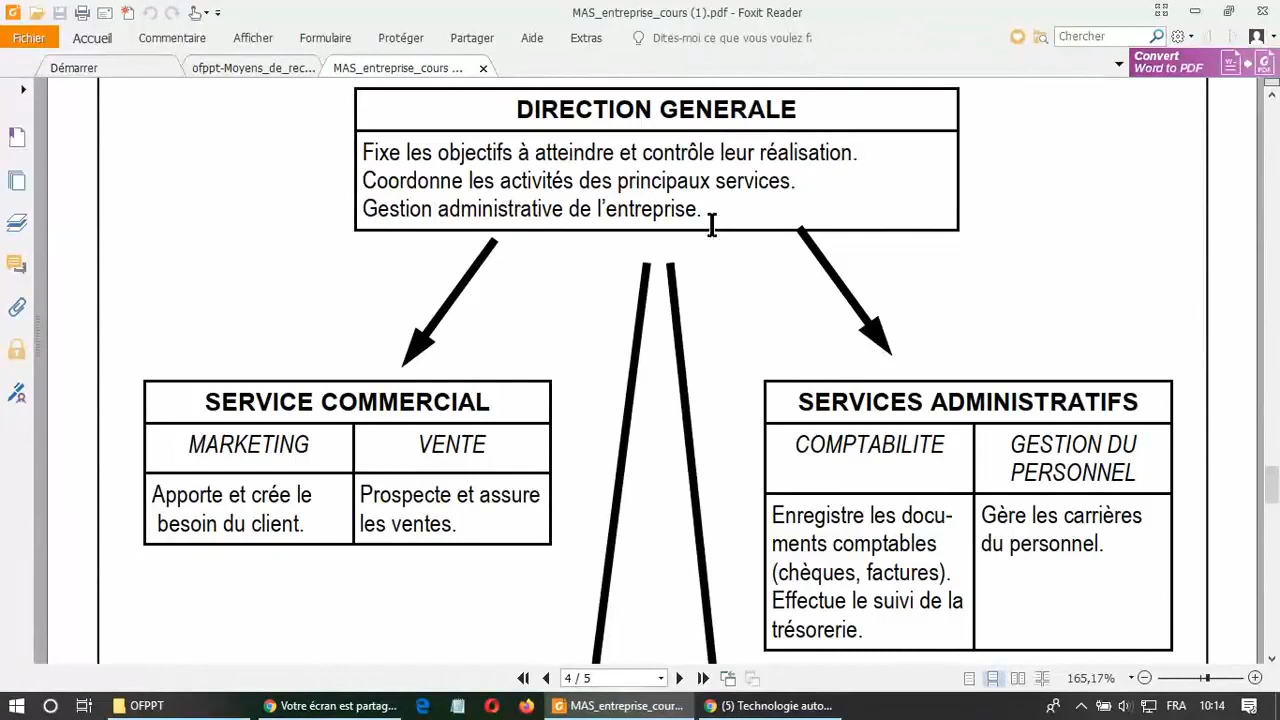 MAS_entreprise_cours (1).pdf - Foxit Reader
Fichier Accueil Commentaire Afficher Formulaire Protéger Partager Aide Extras Dites-moi ce que vous voulez fa Chercher
Démarrer ofppt-Moyens_de_rec... MAS_entreprise_cours ... Convert
Word to PDF
DIRECTION GENERALE
Fixe les objectifs à atteindre et contrôle leur réalisation.
Coordonne les activités des principaux services.
Gestion administrative de l'entreprise.
SERVICE COMMERCIAL
MARKETING VENTE
Apporte et crée le
besoin du client.
Prospecte et assure
les ventes.
SERVICES ADMINISTRATIFS
COMPTABILITE
GESTION DU
PERSONNEL
Enregistre les docu-
ments comptables
(chèques, factures).
Effectue le suivi de la
trésorerie.
Gère les carrières
du personnel.
4 / 5 165,17%
OFPPT Votre écran est partag... MAS_entreprise_cour... (5) Technologie auto... FRA 10:14